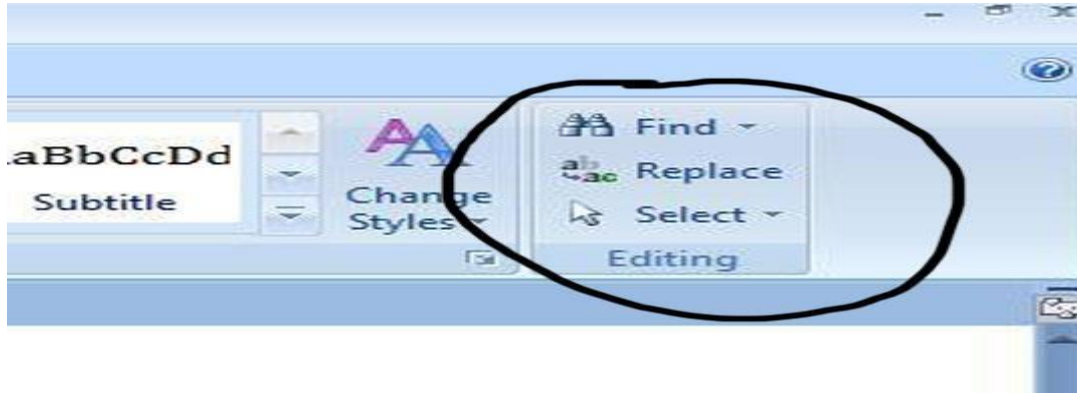 aBbCcDd
Subtitle
Change
Styles
Find
Replace
Select
Editing